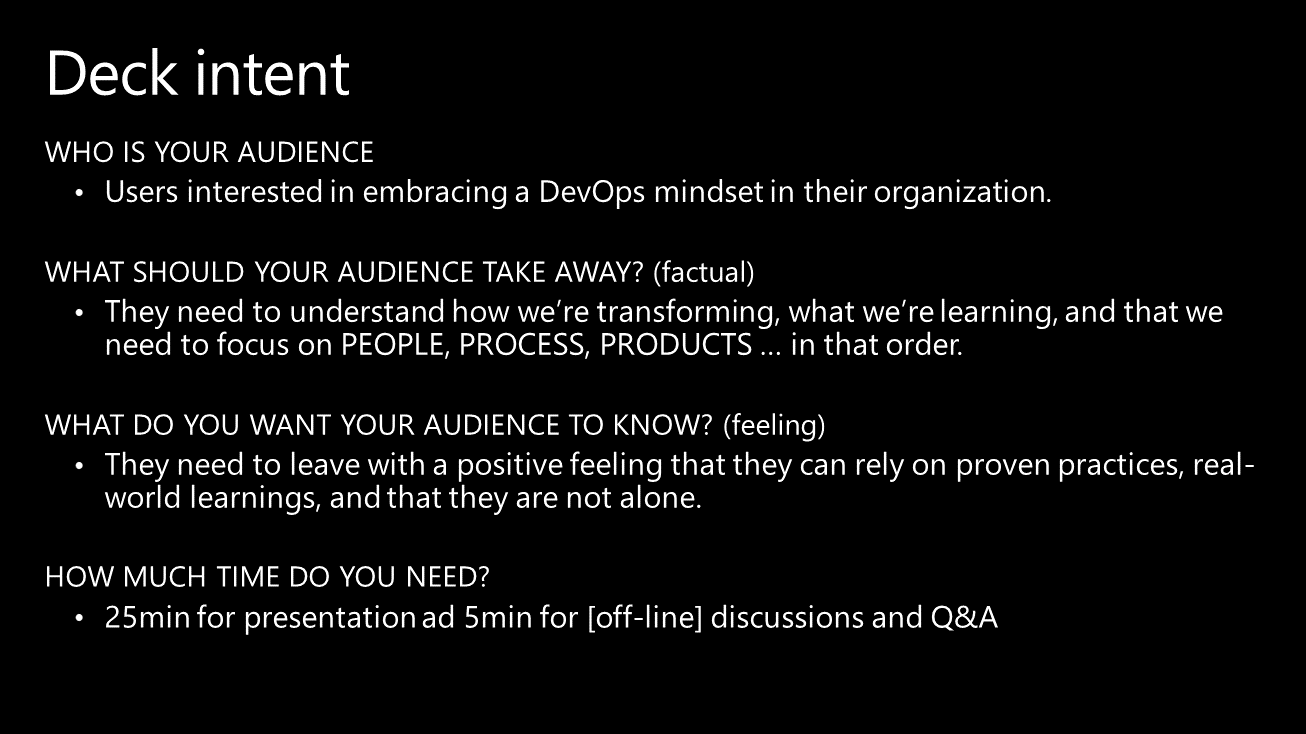 Deck intent
WHO IS YOUR AUDIENCE
• Users interested in embracing a DevOps mindset in their organization.
WHAT SHOULD YOUR AUDIENCE TAKE AWAY? (factual)
• They need to understand how we’re transforming, what we’re learning, and that we
need to focus on PEOPLE, PROCESS, PRODUCTS … in that order.
WHAT DO YOU WANT YOUR AUDIENCE TO KNOW? (feeling)
• They need to leave with a positive feeling that they can rely on proven practices, real-
world learnings, and that they are not alone.
HOW MUCH TIME DO YOU NEED?
• 25min for presentation ad 5min for [off-line] discussions and Q&A